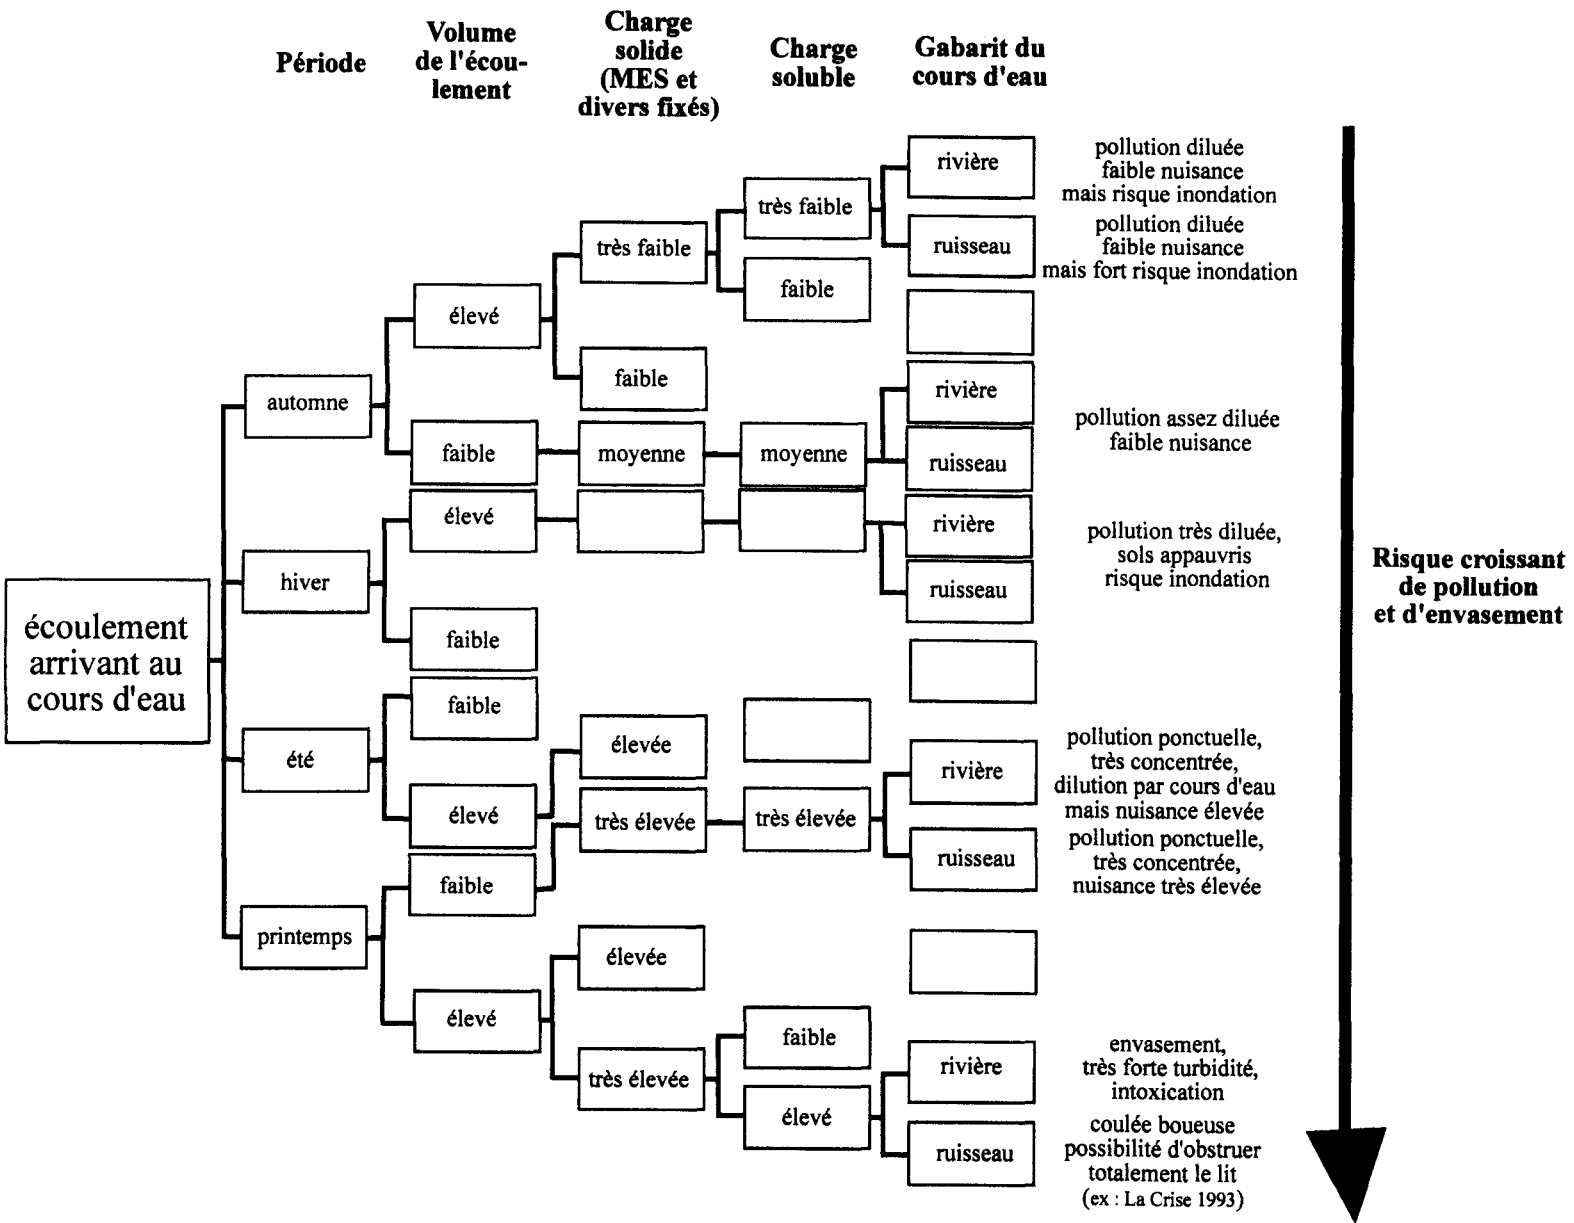 Période
Volume
de l'écou-
lement
Charge
solide
(MES et
divers fixés)
Charge
soluble
Gabarit du
cours d'eau
écoulement
arrivant au
cours d'eau
automne
hiver
été
printemps
élevé
faible
élevé
faible
faible
élevé
faible
élevé
très faible
faible
moyenne
élevée
très élevée
élevée
très élevée
très faible
faible
moyenne
très élevée
faible
élevé
rivière
pollution diluée
faible nuisance
mais risque inondation
ruisseau
pollution diluée
faible nuisance
mais fort risque inondation
rivière
ruisseau
pollution assez diluée
faible nuisance
rivière
ruisseau
pollution très diluée,
sols appauvris
risque inondation
rivière
pollution ponctuelle,
très concentrée,
dilution par cours d'eau
mais nuisance élevée
ruisseau
pollution ponctuelle,
très concentrée,
nuisance très élevée
rivière
envasement,
très forte turbidité,
intoxication
ruisseau
coulée boueuse
possibilité d'obstruer
totalement le lit
(ex : La Crise 1993)
Risque croissant
de pollution
et d'envasement